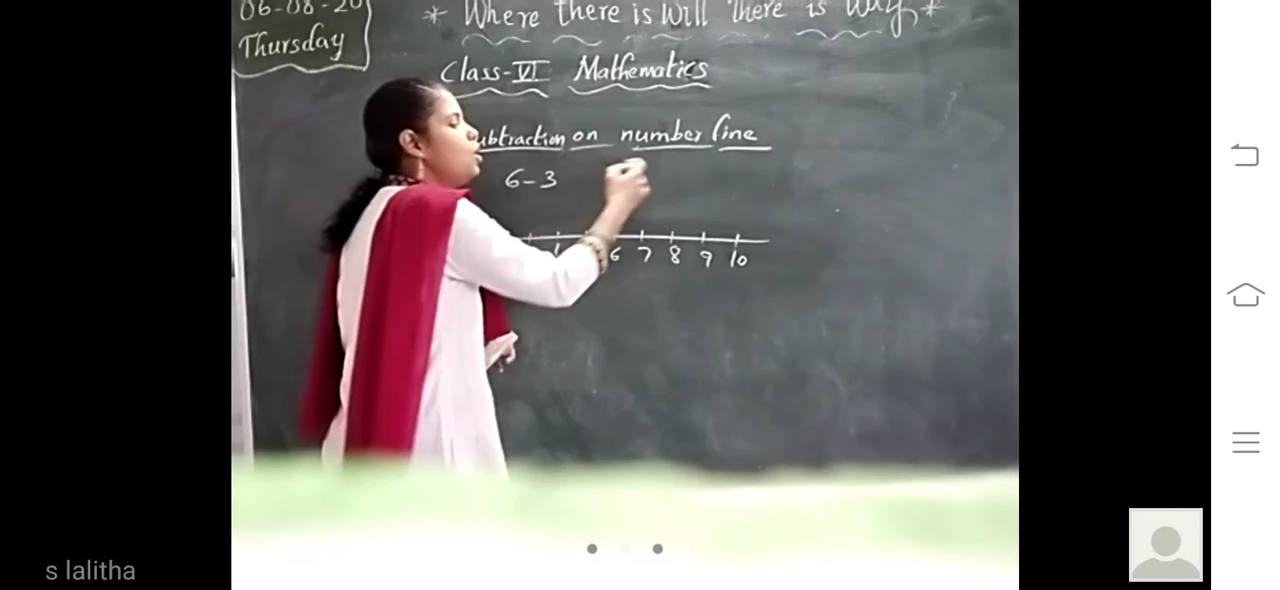 06-08-20
Thursday
* Where there is will there is way *
Class-VI Mathematics
ubtraction on number line
6-3
6 7 8 9 10
s lalitha